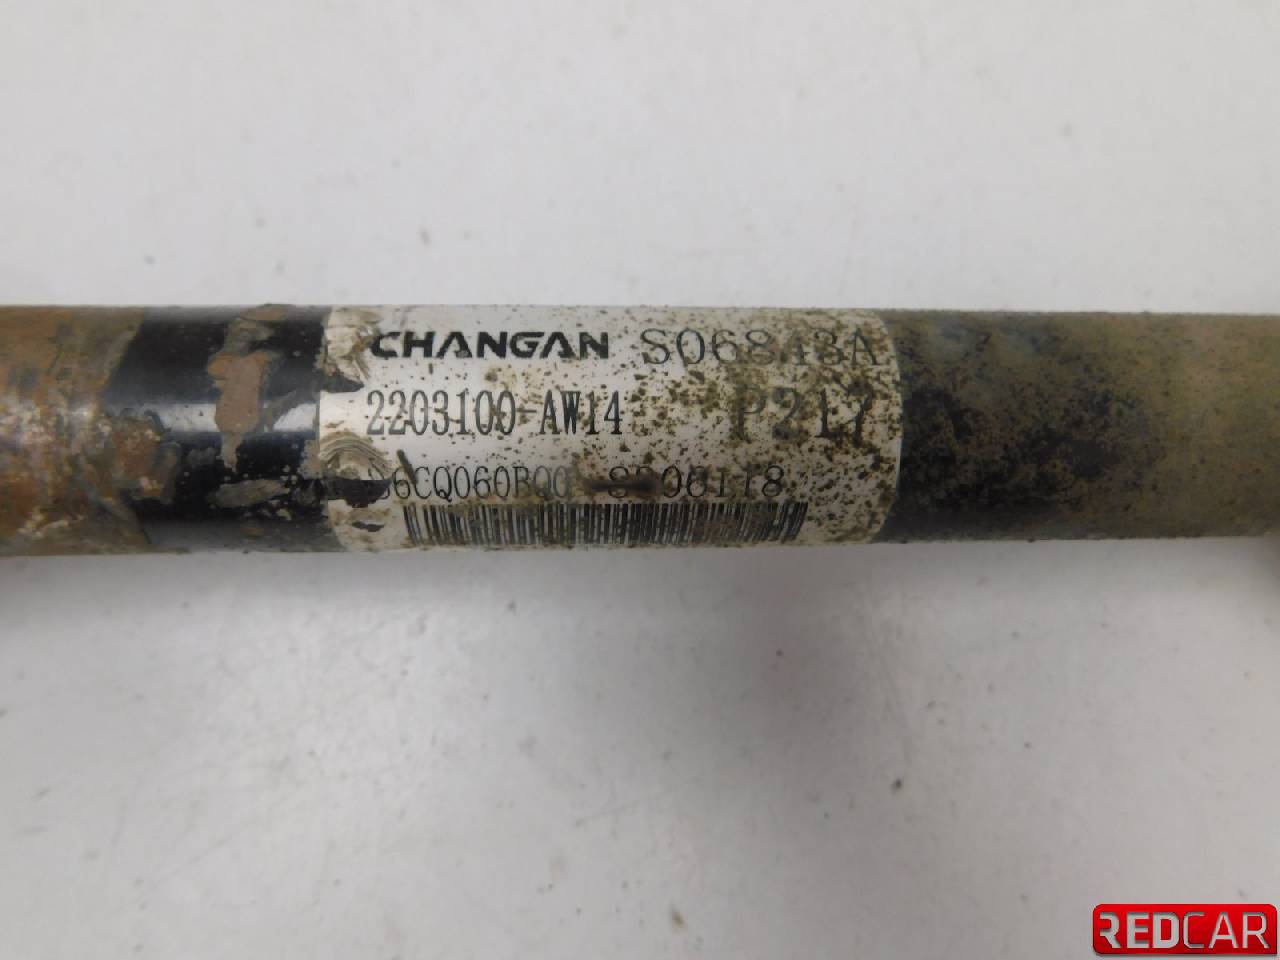 CHANGAN S06843A
2203100-AW14 P217
REDCAR